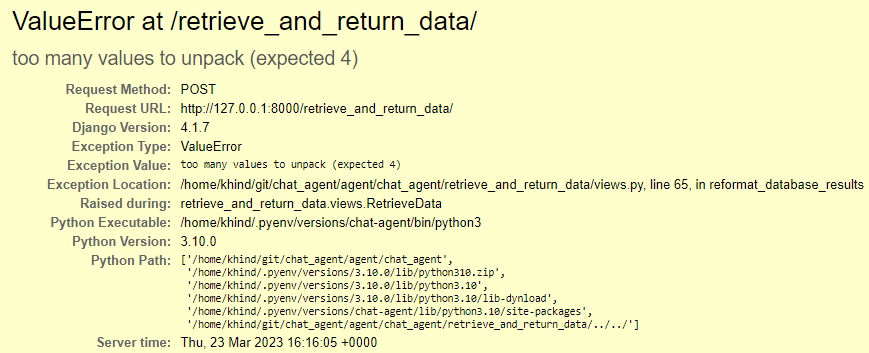 ValueError at /retrieve_and_return_data/
too many values to unpack (expected 4)
Request Method: POST
Request URL: http://127.0.0.1:8000/retrieve_and_return_data/
Django Version: 4.1.7
Exception Type: ValueError
Exception Value: too many values to unpack (expected 4)
Exception Location: /home/khind/git/chat_agent/agent/chat_agent/retrieve_and_return_data/views.py, line 65, in reformat_database_results
Raised during: retrieve_and_return_data.views.RetrieveData
Python Executable: /home/khind/.pyenv/versions/chat-agent/bin/python3
Python Version: 3.10.0
Python Path: ['/home/khind/git/chat_agent/agent/chat_agent',
'/home/khind/.pyenv/versions/3.10.0/lib/python310.zip',
'/home/khind/.pyenv/versions/3.10.0/lib/python3.10',
'/home/khind/.pyenv/versions/3.10.0/lib/python3.10/lib-dynload',
'/home/khind/.pyenv/versions/chat-agent/lib/python3.10/site-packages',
'/home/khind/git/chat_agent/agent/chat_agent/retrieve_and_return_data/../../']
Server time: Thu, 23 Mar 2023 16:16:05 +0000